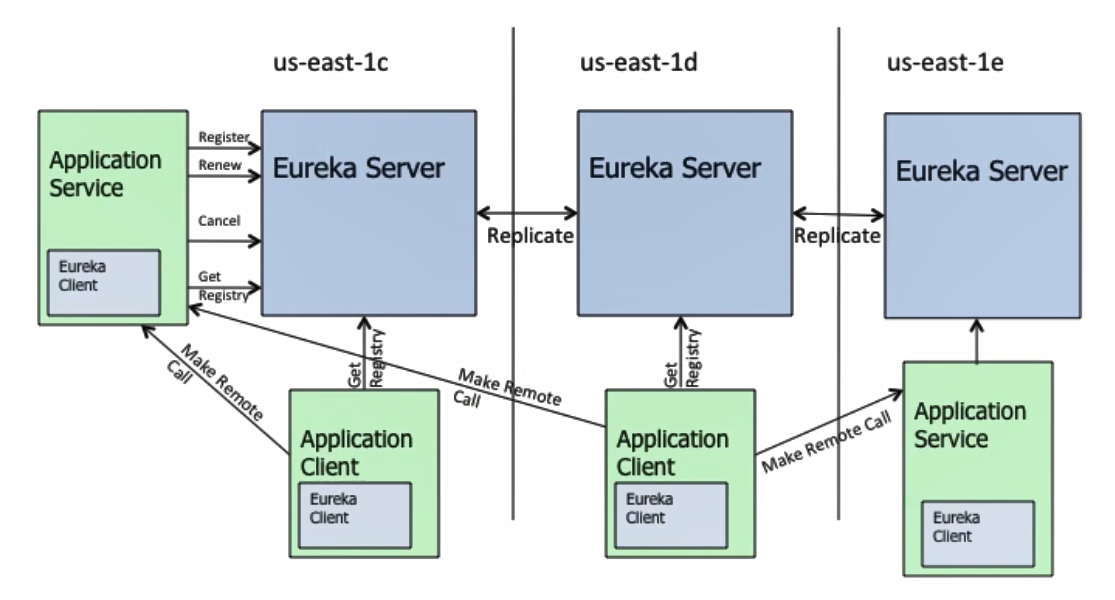 us-east-1c
us-east-1d
us-east-1e
Application
Service
Eureka
Client
Register
Renew
Cancel
Get
Registry
Eureka Server
Replicate
Eureka Server
Replicate
Eureka Server
Make Remote
Call
Get
Registry
Make Remote
Call
Get
Registry
Make Remote Call
Application
Client
Eureka
Client
Application
Client
Eureka
Client
Application
Service
Eureka
Client